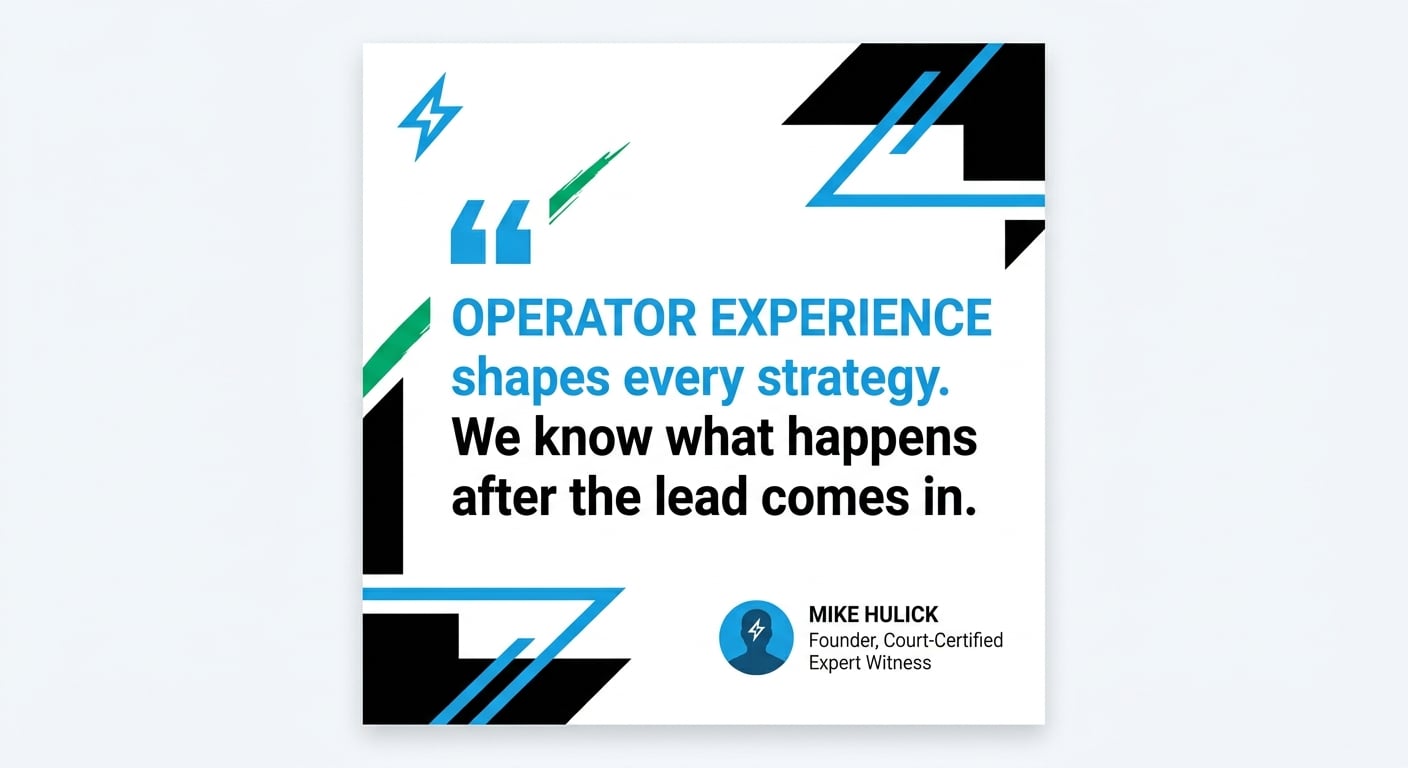 “
OPERATOR EXPERIENCE
shapes every strategy.
We know what happens
after the lead comes in.
MIKE HULICK
Founder, Court-Certified
Expert Witness